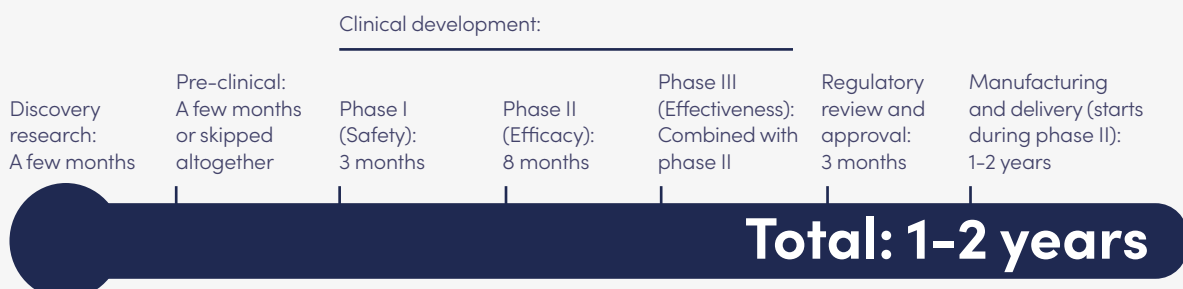 Clinical development:
Discovery
research:
A few months
Pre-clinical:
A few months
or skipped
altogether
Phase I
(Safety):
3 months
Phase II
(Efficacy):
8 months
Phase III
(Effectiveness):
Combined with
phase II
Regulatory
review and
approval:
3 months
Manufacturing
and delivery (starts
during phase II):
1-2 years
Total: 1-2 years